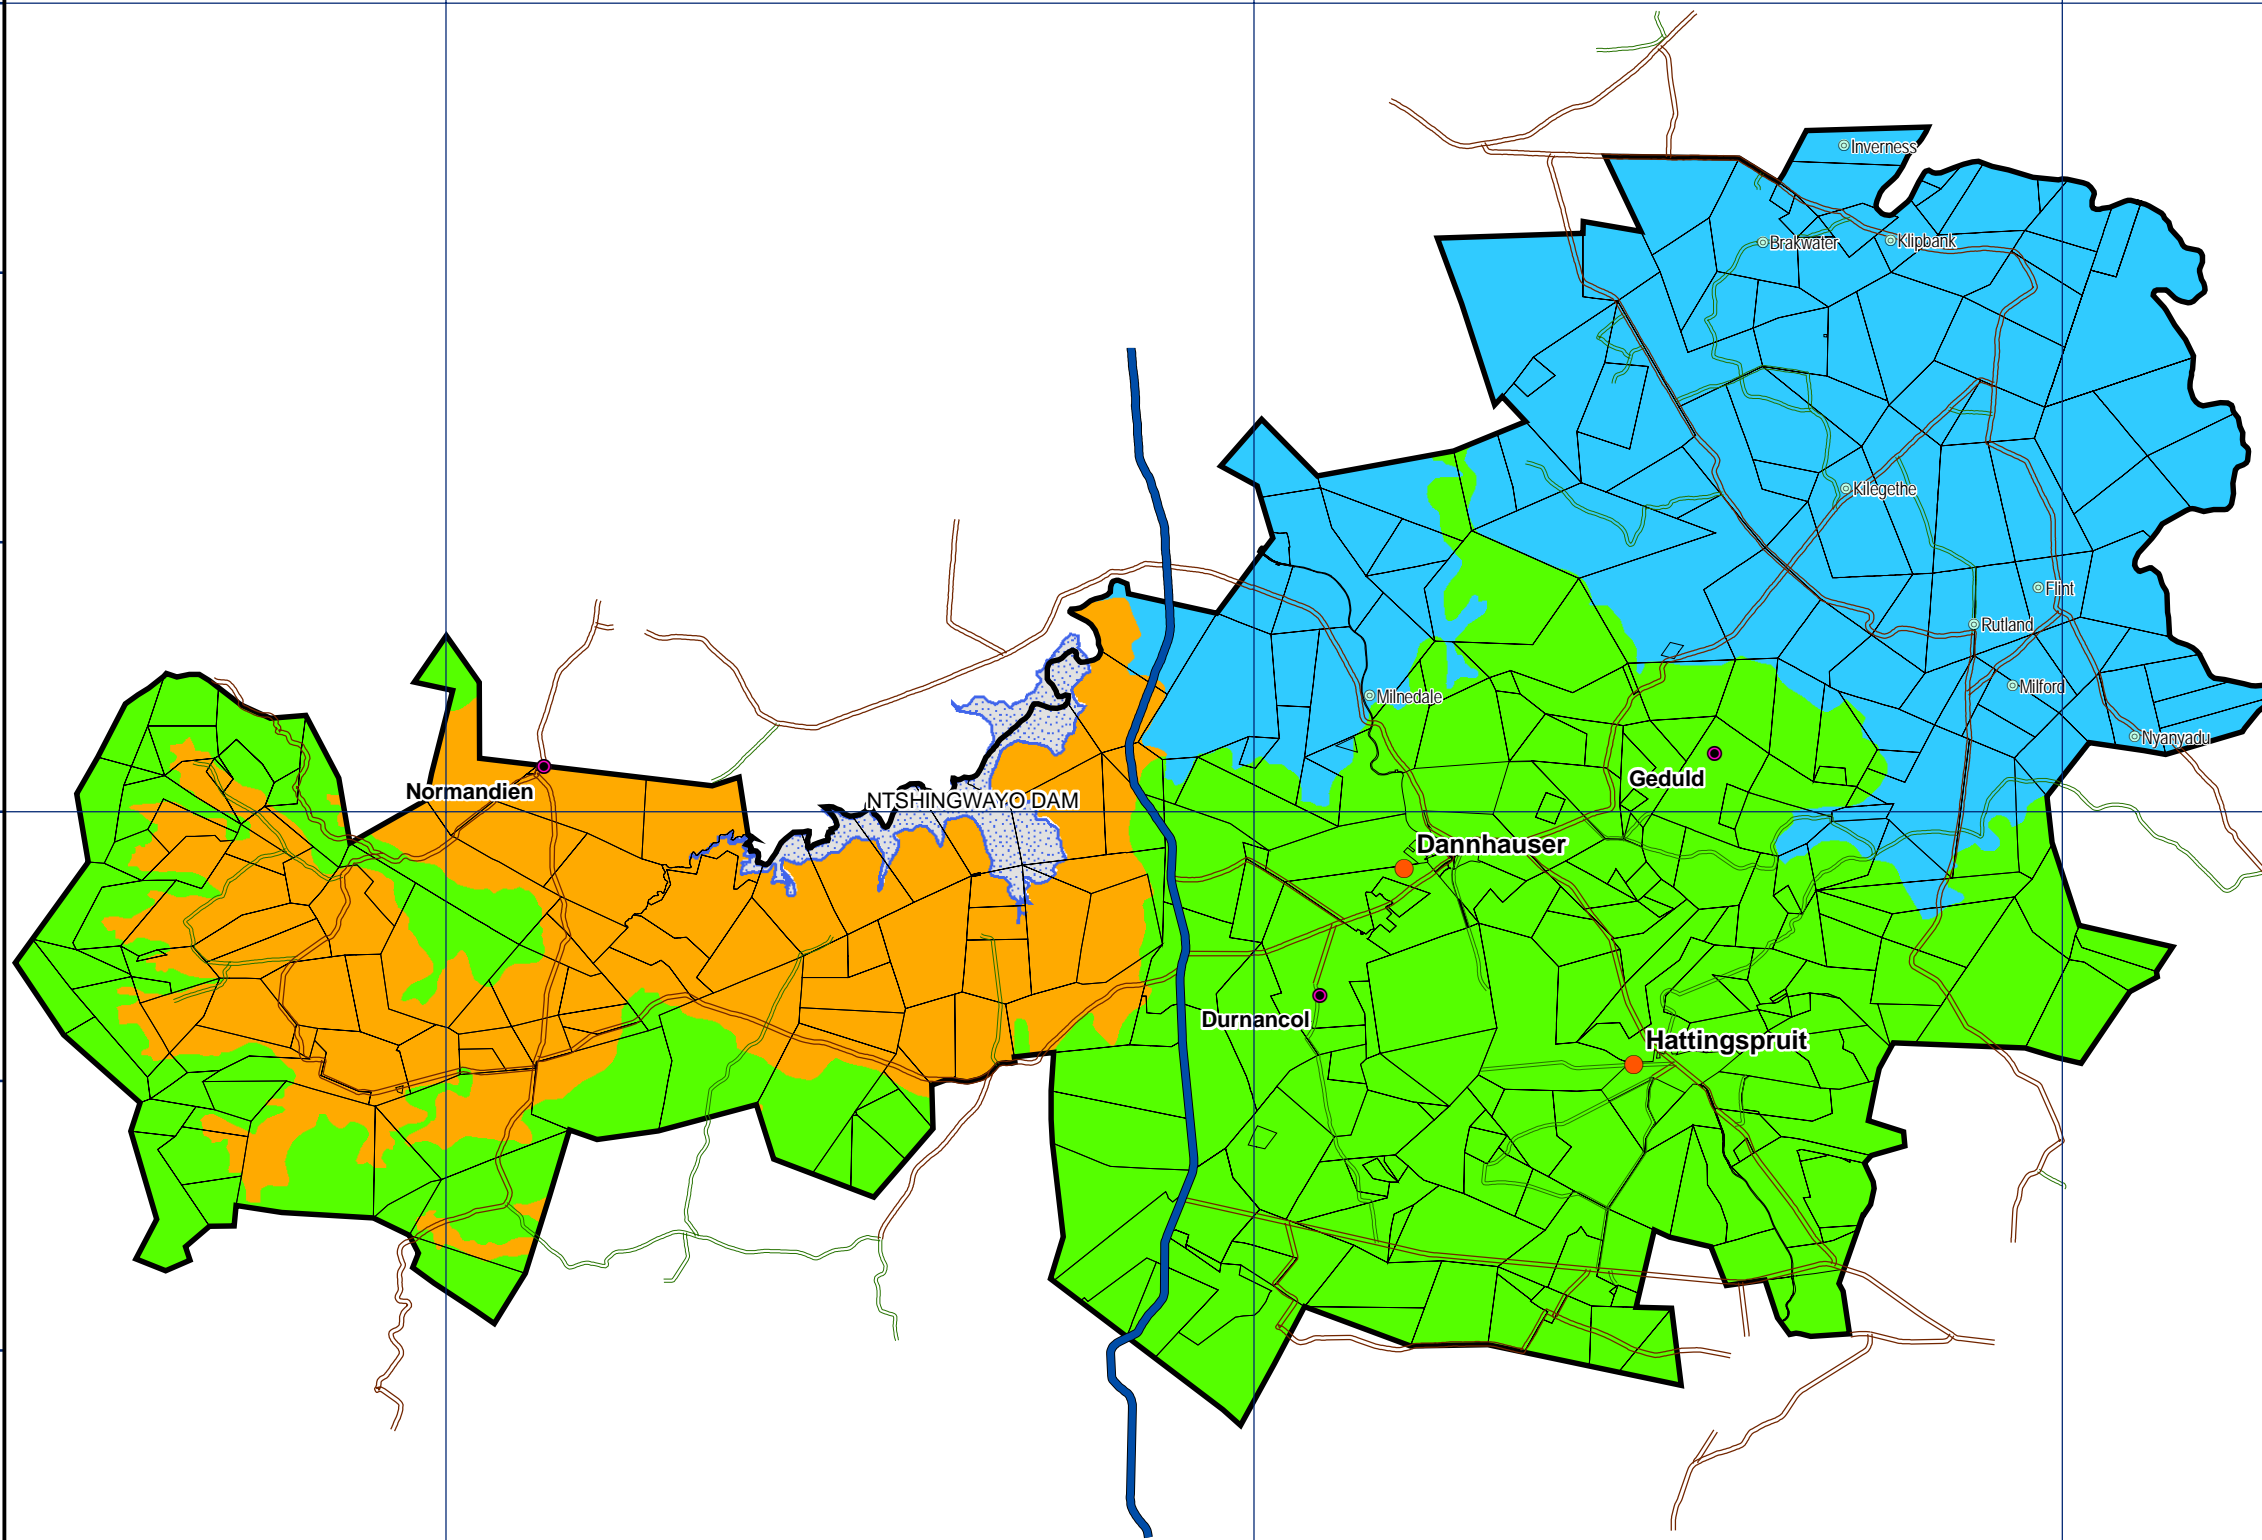 Inverness
Brakwater
Klipbank
Kilegethe
Flint
Rutland
Milford
Milnedale
Nyanyadu
Geduld
Normandien
NTSHINGWAYO DAM
Dannhauser
Durnancol
Hattingspruit